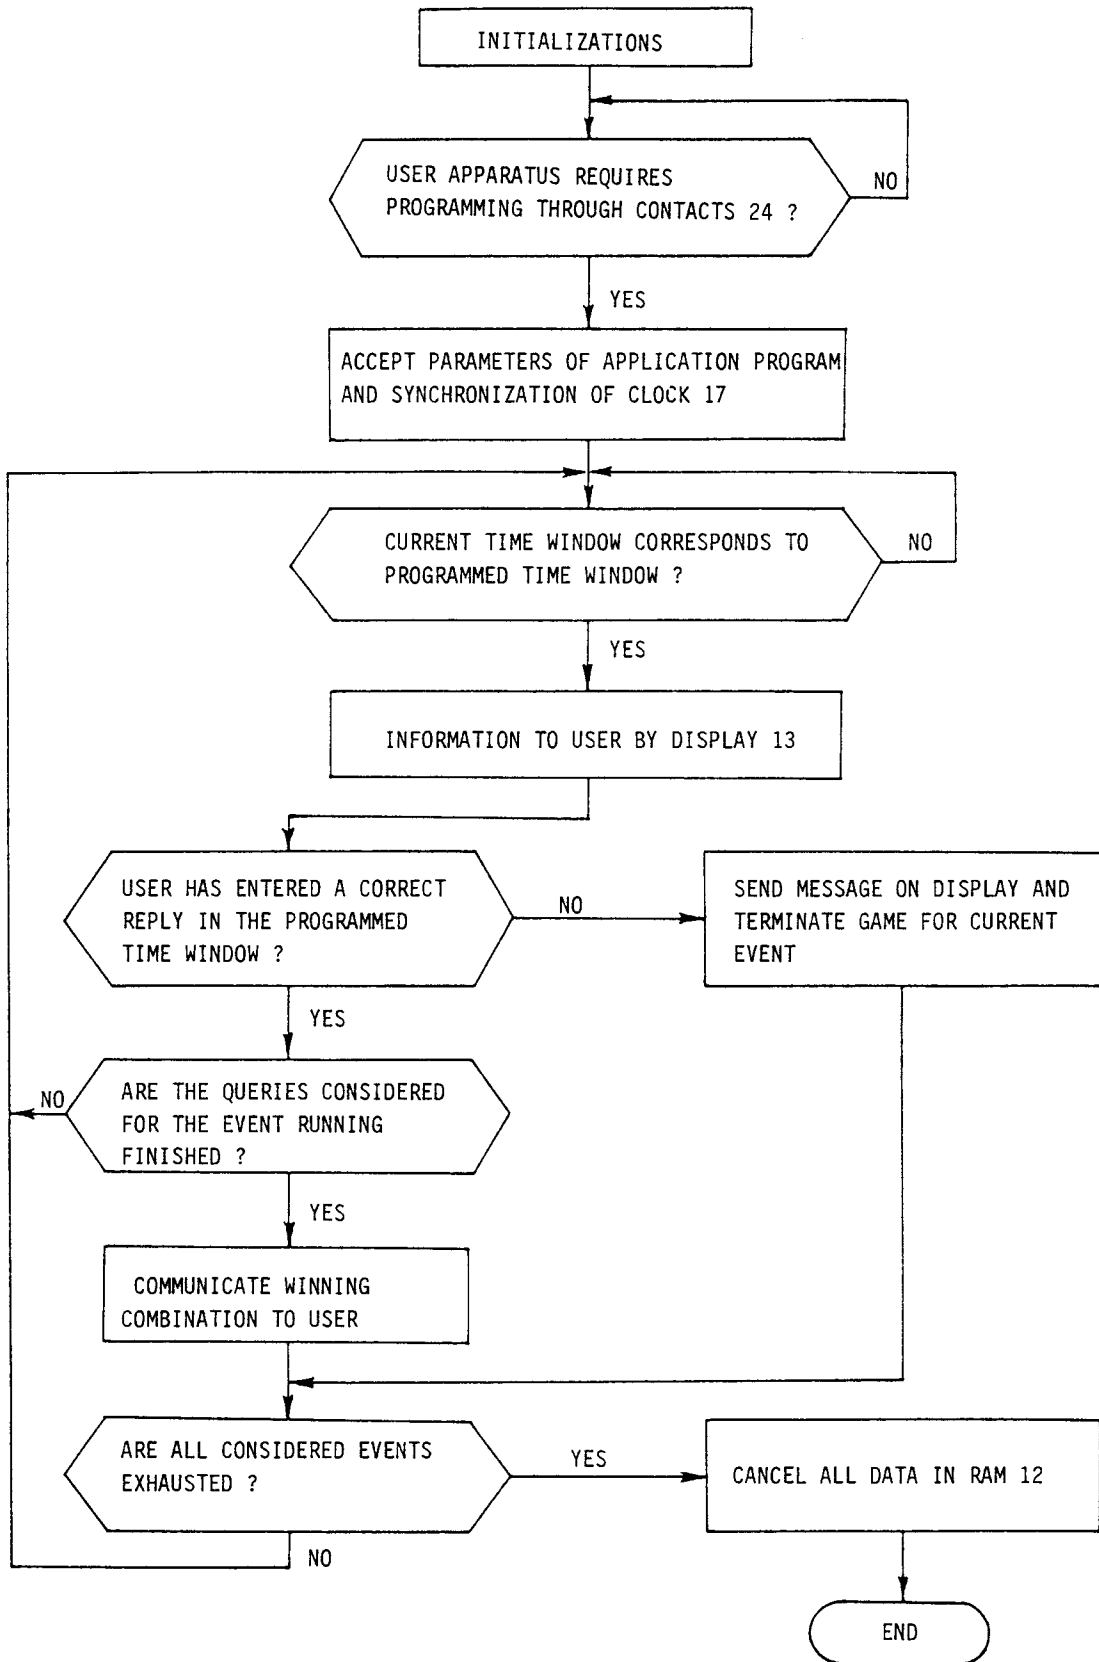 INITIALIZATIONS
USER APPARATUS REQUIRES
PROGRAMMING THROUGH CONTACTS 24 ?
NO
YES
ACCEPT PARAMETERS OF APPLICATION PROGRAM
AND SYNCHRONIZATION OF CLOCK 17
CURRENT TIME WINDOW CORRESPONDS TO
PROGRAMMED TIME WINDOW ?
NO
YES
INFORMATION TO USER BY DISPLAY 13
USER HAS ENTERED A CORRECT
REPLY IN THE PROGRAMMED
TIME WINDOW ?
NO
SEND MESSAGE ON DISPLAY AND
TERMINATE GAME FOR CURRENT
EVENT
YES
ARE THE QUERIES CONSIDERED
FOR THE EVENT RUNNING
FINISHED ?
NO
YES
COMMUNICATE WINNING
COMBINATION TO USER
ARE ALL CONSIDERED EVENTS
EXHAUSTED ?
YES
CANCEL ALL DATA IN RAM 12
NO
END